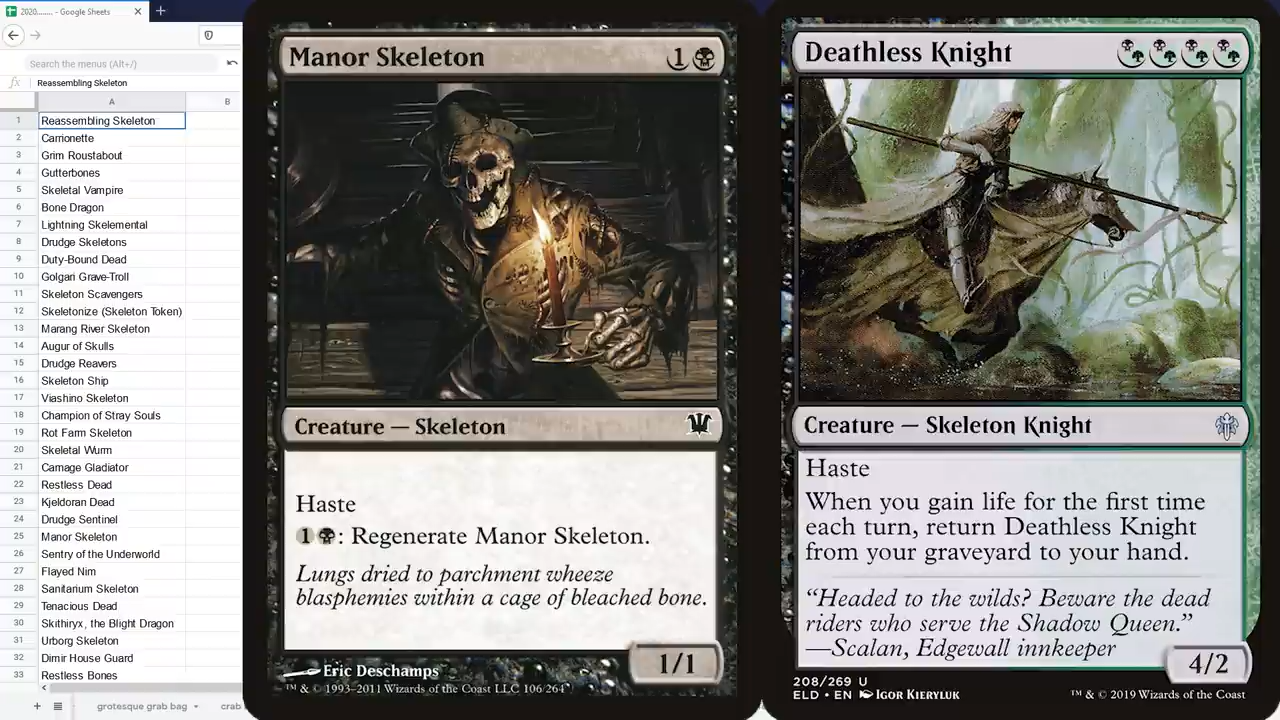 2020........ - Google Sheets
Search the menus (Alt+/)
fx Reassembling Skeleton
A B
1 Reassembling Skeleton
2 Carrionette
3 Grim Roustabout
4 Gutterbones
5 Skeletal Vampire
6 Bone Dragon
7 Lightning Skelemental
8 Drudge Skeletons
9 Duty-Bound Dead
10 Golgari Grave-Troll
11 Skeleton Scavengers
12 Skeletonize (Skeleton Token)
13 Marang River Skeleton
14 Augur of Skulls
15 Drudge Reavers
16 Skeleton Ship
17 Viashino Skeleton
18 Champion of Stray Souls
19 Rot Farm Skeleton
20 Skeletal Wurm
21 Carnage Gladiator
22 Restless Dead
23 Kjeldoran Dead
24 Drudge Sentinel
25 Manor Skeleton
26 Sentry of the Underworld
27 Flayed Nim
28 Sanitarium Skeleton
29 Tenacious Dead
30 Skithiryx, the Blight Dragon
31 Urborg Skeleton
32 Dimir House Guard
33 Restless Bones
grotesque grab bag crab
Manor Skeleton 1
Creature — Skeleton
Haste
1 : Regenerate Manor Skeleton.
Lungs dried to parchment wheeze
blasphemies within a cage of bleached bone.
1/1
Eric Deschamps
™ & © 1993–2011 Wizards of the Coast LLC 106/264
Deathless Knight
Creature — Skeleton Knight
Haste
When you gain life for the first time
each turn, return Deathless Knight
from your graveyard to your hand.
“Headed to the wilds? Beware the dead
riders who serve the Shadow Queen.”
—Scalan, Edgewall innkeeper
4/2
208/269 U
ELD • EN Igor Kieryluk
™ & © 2019 Wizards of the Coast